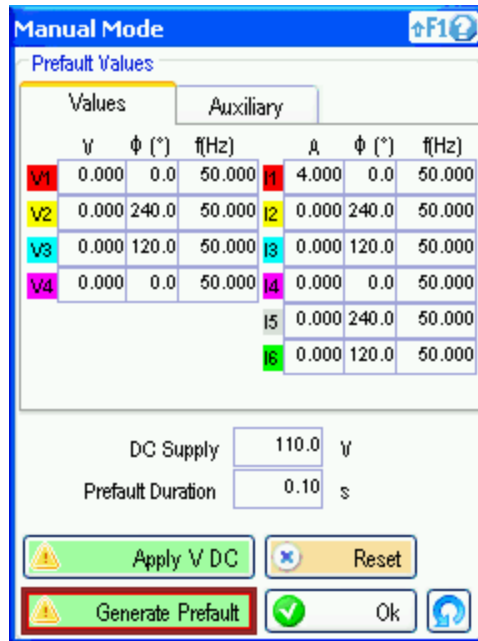 Manual Mode F1?
Prefault Values
Values Auxiliary
V ϕ (°) f(Hz) A ϕ (°) f(Hz)
V1 0.000 0.0 50.000 I1 4.000 0.0 50.000
V2 0.000 240.0 50.000 I2 0.000 240.0 50.000
V3 0.000 120.0 50.000 I3 0.000 120.0 50.000
V4 0.000 0.0 50.000 I4 0.000 0.0 50.000
I5 0.000 240.0 50.000
I6 0.000 120.0 50.000
DC Supply 110.0 V
Prefault Duration 0.10 s
Apply V DC Reset
Generate Prefault Ok